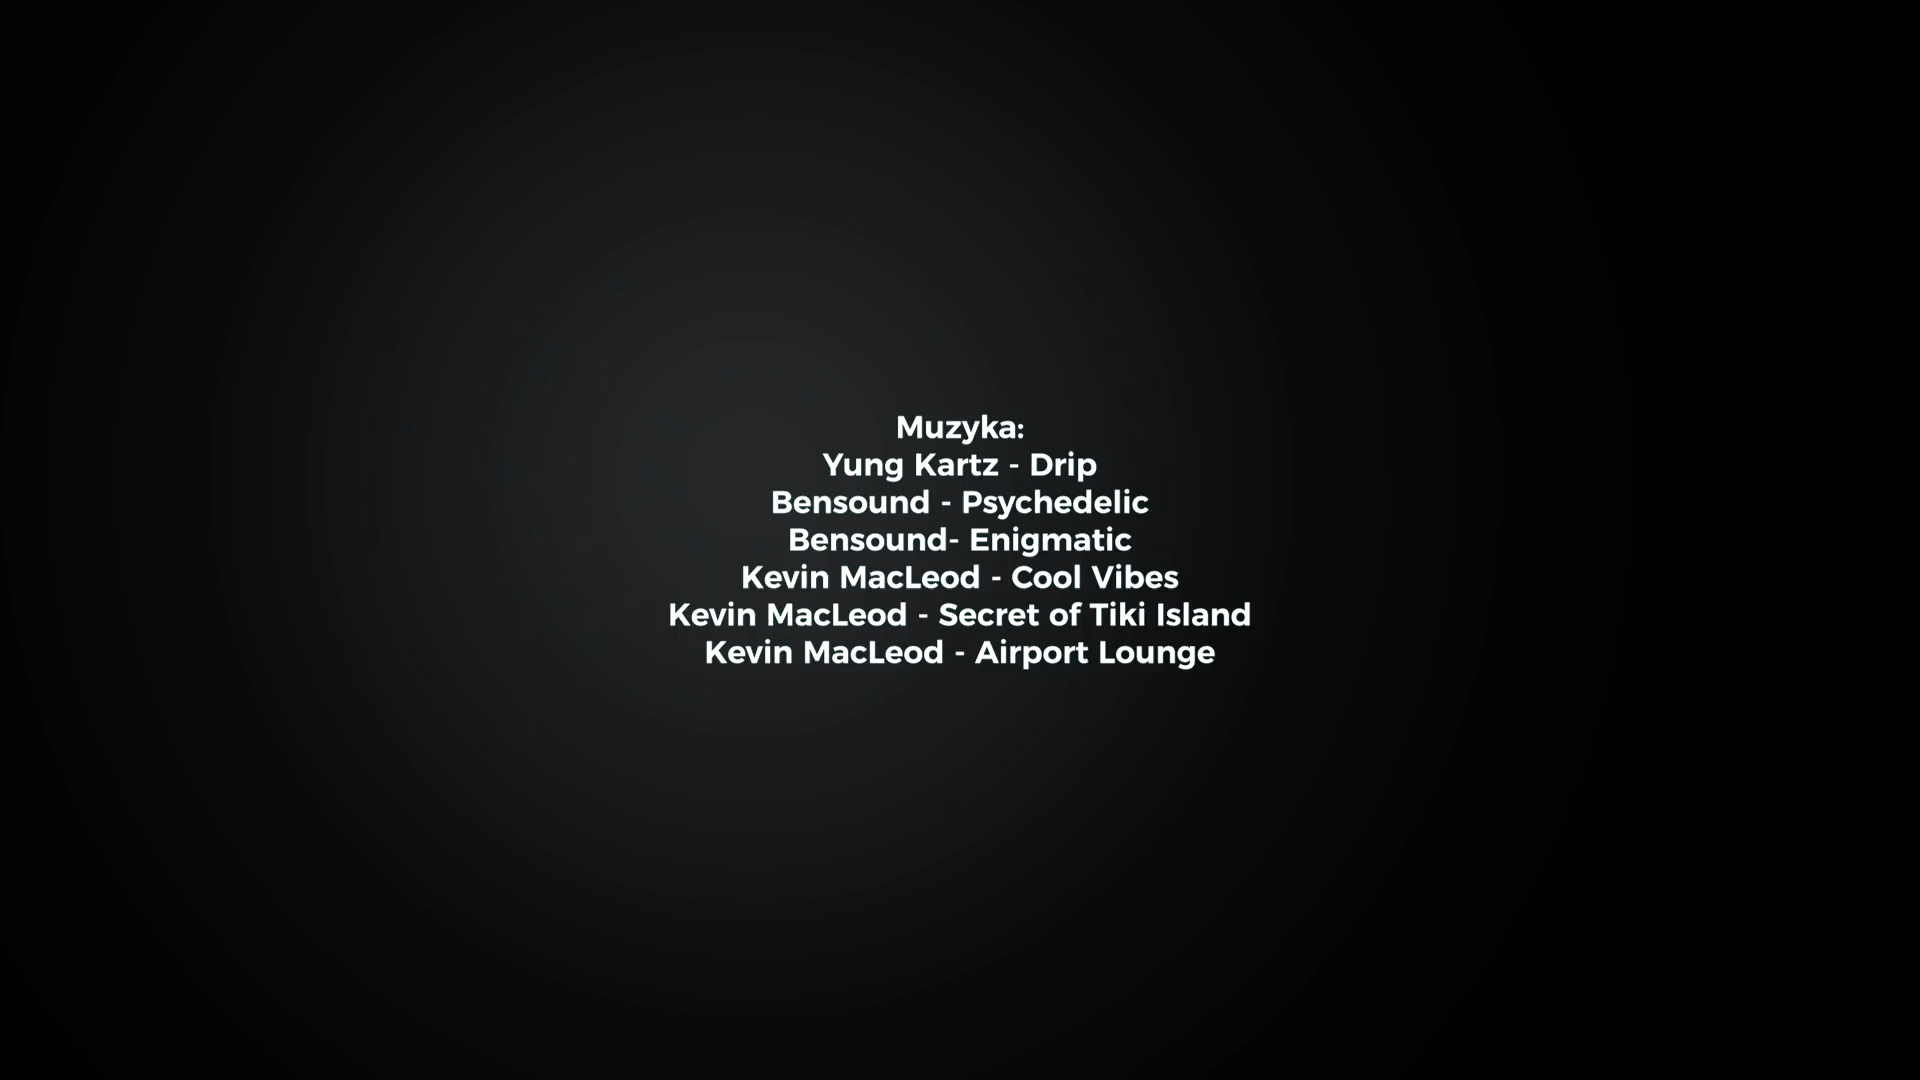 Muzyka:
Yung Kartz - Drip
Bensound - Psychedelic
Bensound- Enigmatic
Kevin MacLeod - Cool Vibes
Kevin MacLeod - Secret of Tiki Island
Kevin MacLeod - Airport Lounge